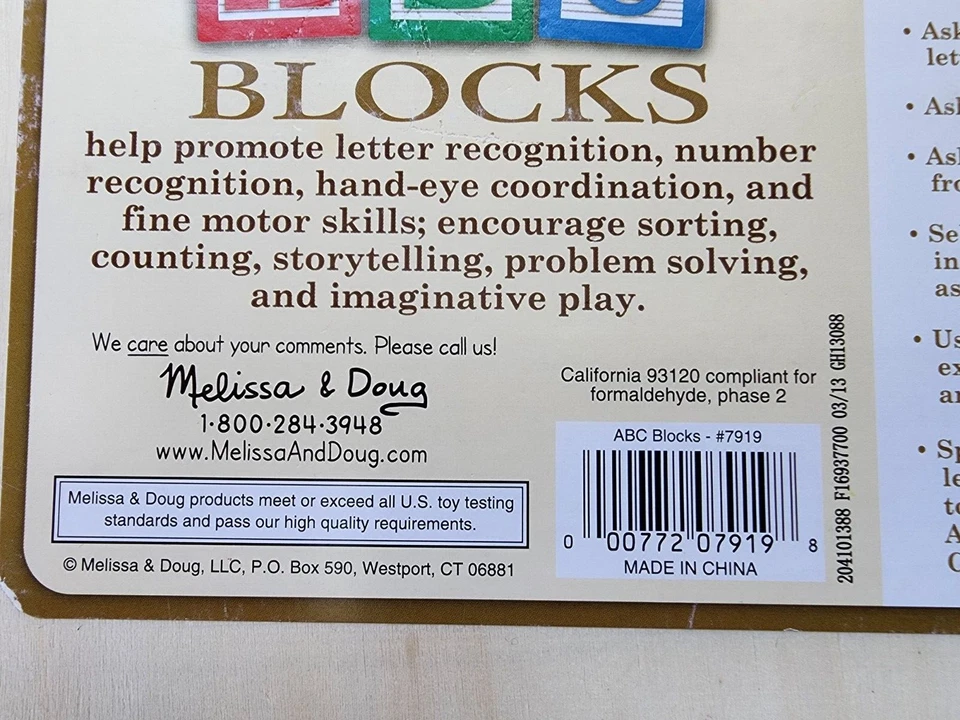 BLOCKS
help promote letter recognition, number
recognition, hand-eye coordination, and
fine motor skills; encourage sorting,
counting, storytelling, problem solving,
and imaginative play.
We care about your comments. Please call us!
Melissa & Doug
1·800·284·3948
www.MelissaAndDoug.com
Melissa & Doug products meet or exceed all U.S. toy testing
standards and pass our high quality requirements.
© Melissa & Doug, LLC, P.O. Box 590, Westport, CT 06881
California 93120 compliant for
formaldehyde, phase 2
ABC Blocks - #7919
0 00772 07919 8
MADE IN CHINA
204101388 F16937700 03/13 GH13088
in
as